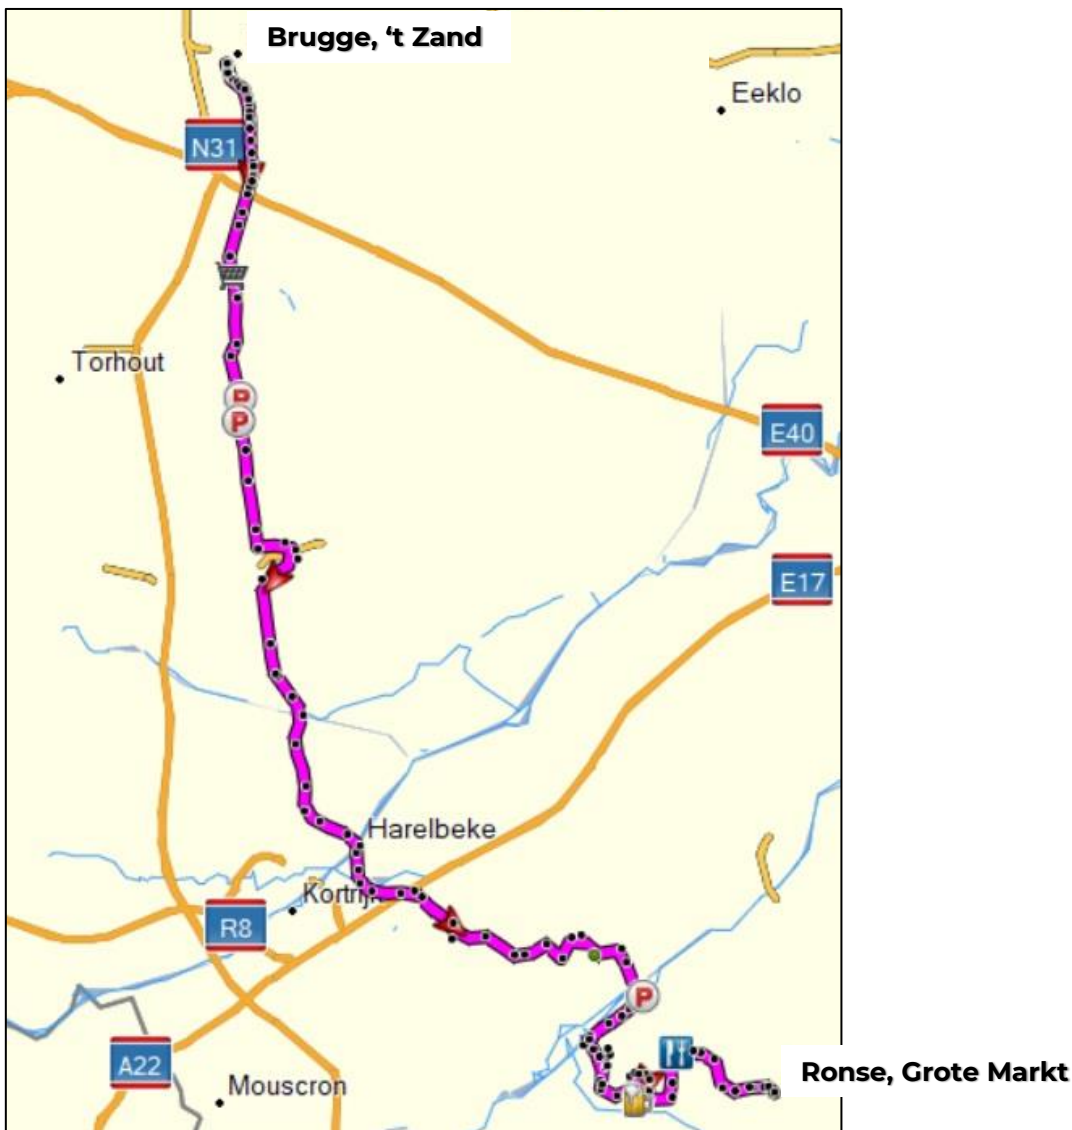 Brugge, ‘t Zand
Eeklo
N31
Torhout
P
P
E40
E17
Harelbeke
Kortrijk
R8
P
A22
Mouscron
Ronse, Grote Markt